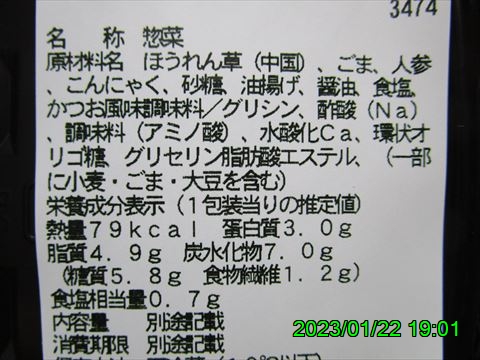 3474
名 称 惣菜
原材料名 ほうれん草（中国）、ごま、人参
、こんにゃく、砂糖、油揚げ、醤油、食塩、
かつお風味調味料／グリシン、酢酸（Ｎａ）
、調味料（アミノ酸）、水酸化Ｃａ、環状オ
リゴ糖、グリセリン脂肪酸エステル、（一部
に小麦・ごま・大豆を含む）
栄養成分表示（１包装当りの推定値）
熱量７９ｋｃａｌ 蛋白質３．０ｇ
脂質４．９ｇ 炭水化物７．０ｇ
（糖質５．８ｇ 食物繊維１．２ｇ）
食塩相当量０．７ｇ
内容量 別途記載
消費期限 別途記載
2023/01/22 19:01